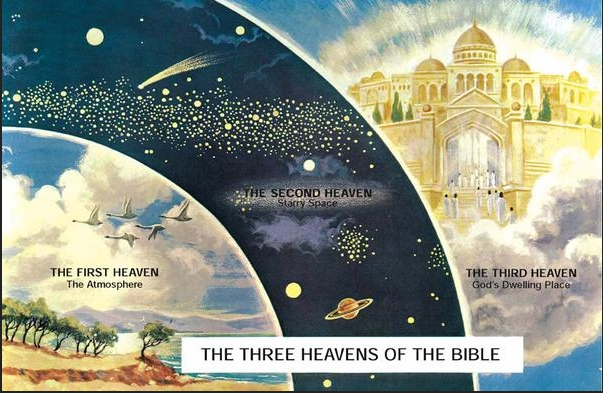 THE SECOND HEAVEN
Starry Space
THE FIRST HEAVEN
The Atmosphere
THE THIRD HEAVEN
God's Dwelling Place
THE THREE HEAVENS OF THE BIBLE